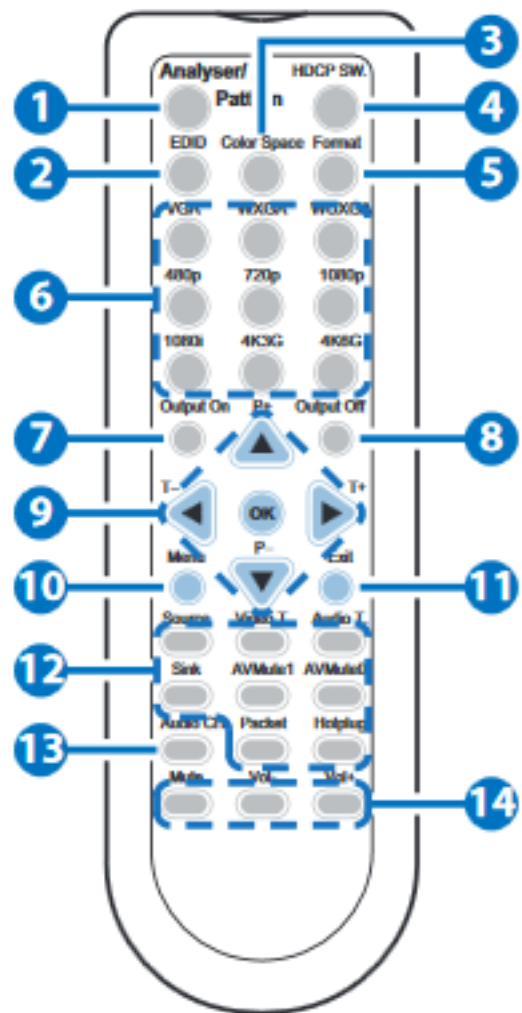 3
Analyser/ HDCP SW.
1 Pattern 4
EDID Color Space Format
2 5
VGA WXGA WUXGA
480p 720p 1080p
6
1080i 4K3G 4K6G
Output On P+ Output Off
7 8
T- T+
9 OK
P-
Menu Exit
10 11
Source Video T. Audio T.
12 Sink AVMute1 AVMute0
Audio CH Packet Hotplug
13
Mute Vol- Vol+
14